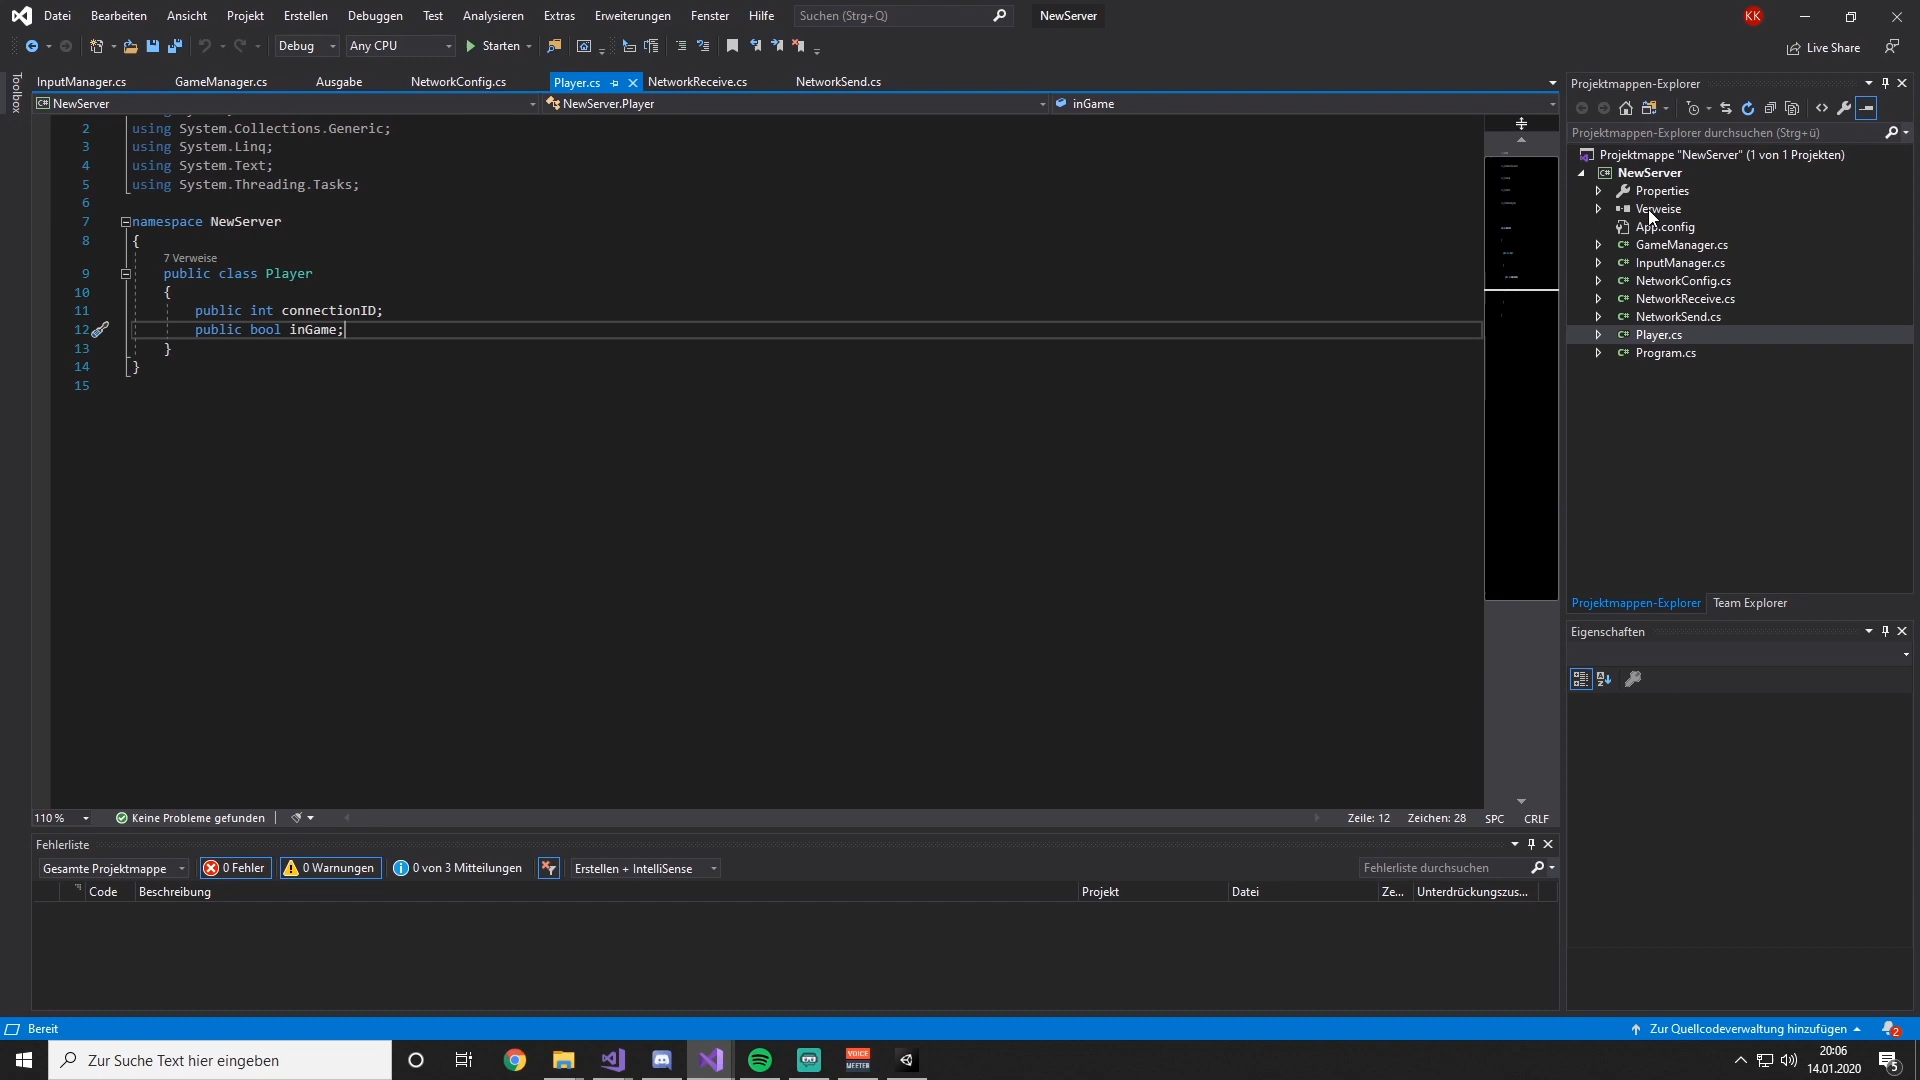 Datei Bearbeiten Ansicht Projekt Erstellen Debuggen Test Analysieren Extras Erweiterungen Fenster Hilfe Suchen (Strg+Q) NewServer KK
Debug Any CPU Starten Live Share
Toolbox
InputManager.cs GameManager.cs Ausgabe NetworkConfig.cs Player.cs NetworkReceive.cs NetworkSend.cs
NewServer NewServer.Player inGame
2 using System.Collections.Generic;
3 using System.Linq;
4 using System.Text;
5 using System.Threading.Tasks;
6
7 namespace NewServer
8 {
7 Verweise
9 public class Player
10 {
11 public int connectionID;
12 public bool inGame;
13 }
14 }
15
110 % Keine Probleme gefunden Zeile: 12 Zeichen: 28 SPC CRLF
Fehlerliste
Gesamte Projektmappe 0 Fehler 0 Warnungen 0 von 3 Mitteilungen Erstellen + IntelliSense Fehlerliste durchsuchen
Code Beschreibung Projekt Datei Ze... Unterdrückungszus...
Projektmappen-Explorer
Projektmappen-Explorer durchsuchen (Strg+ü)
Projektmappe "NewServer" (1 von 1 Projekten)
NewServer
Properties
Verweise
App.config
GameManager.cs
InputManager.cs
NetworkConfig.cs
NetworkReceive.cs
NetworkSend.cs
Player.cs
Program.cs
Projektmappen-Explorer Team Explorer
Eigenschaften
Bereit Zur Quellcodeverwaltung hinzufügen 2
Zur Suche Text hier eingeben
VOICE
MEETER
20:06
14.01.2020
5